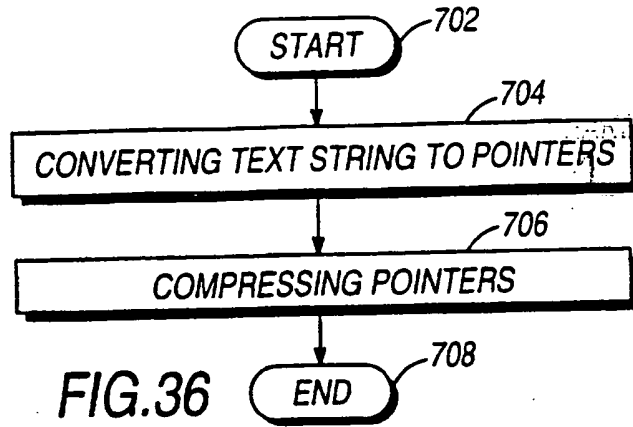 702
START
704
CONVERTING TEXT STRING TO POINTERS
706
COMPRESSING POINTERS
708
FIG.36
END